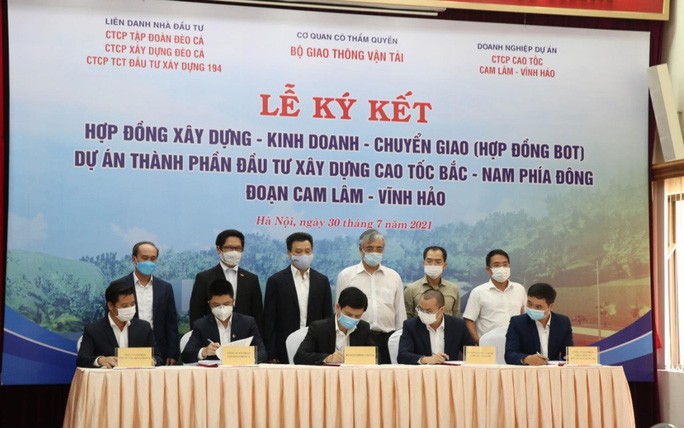 LIÊN DANH NHÀ ĐẦU TƯ
CTCP TẬP ĐOÀN ĐÈO CẢ
CTCP XÂY DỰNG ĐÈO CẢ
CTCP TCT ĐẦU TƯ XÂY DỰNG 194
CƠ QUAN CÓ THẨM QUYỀN
BỘ GIAO THÔNG VẬN TẢI
DOANH NGHIỆP DỰ ÁN
CTCP CAO TỐC
CAM LÂM - VĨNH HẢO
LỄ KÝ KẾT
HỢP ĐỒNG XÂY DỰNG - KINH DOANH - CHUYỂN GIAO (HỢP ĐỒNG BOT)
DỰ ÁN THÀNH PHẦN ĐẦU TƯ XÂY DỰNG CAO TỐC BẮC - NAM PHÍA ĐÔNG
ĐOẠN CAM LÂM - VĨNH HẢO
Hà Nội, ngày 30 tháng 7 năm 2021